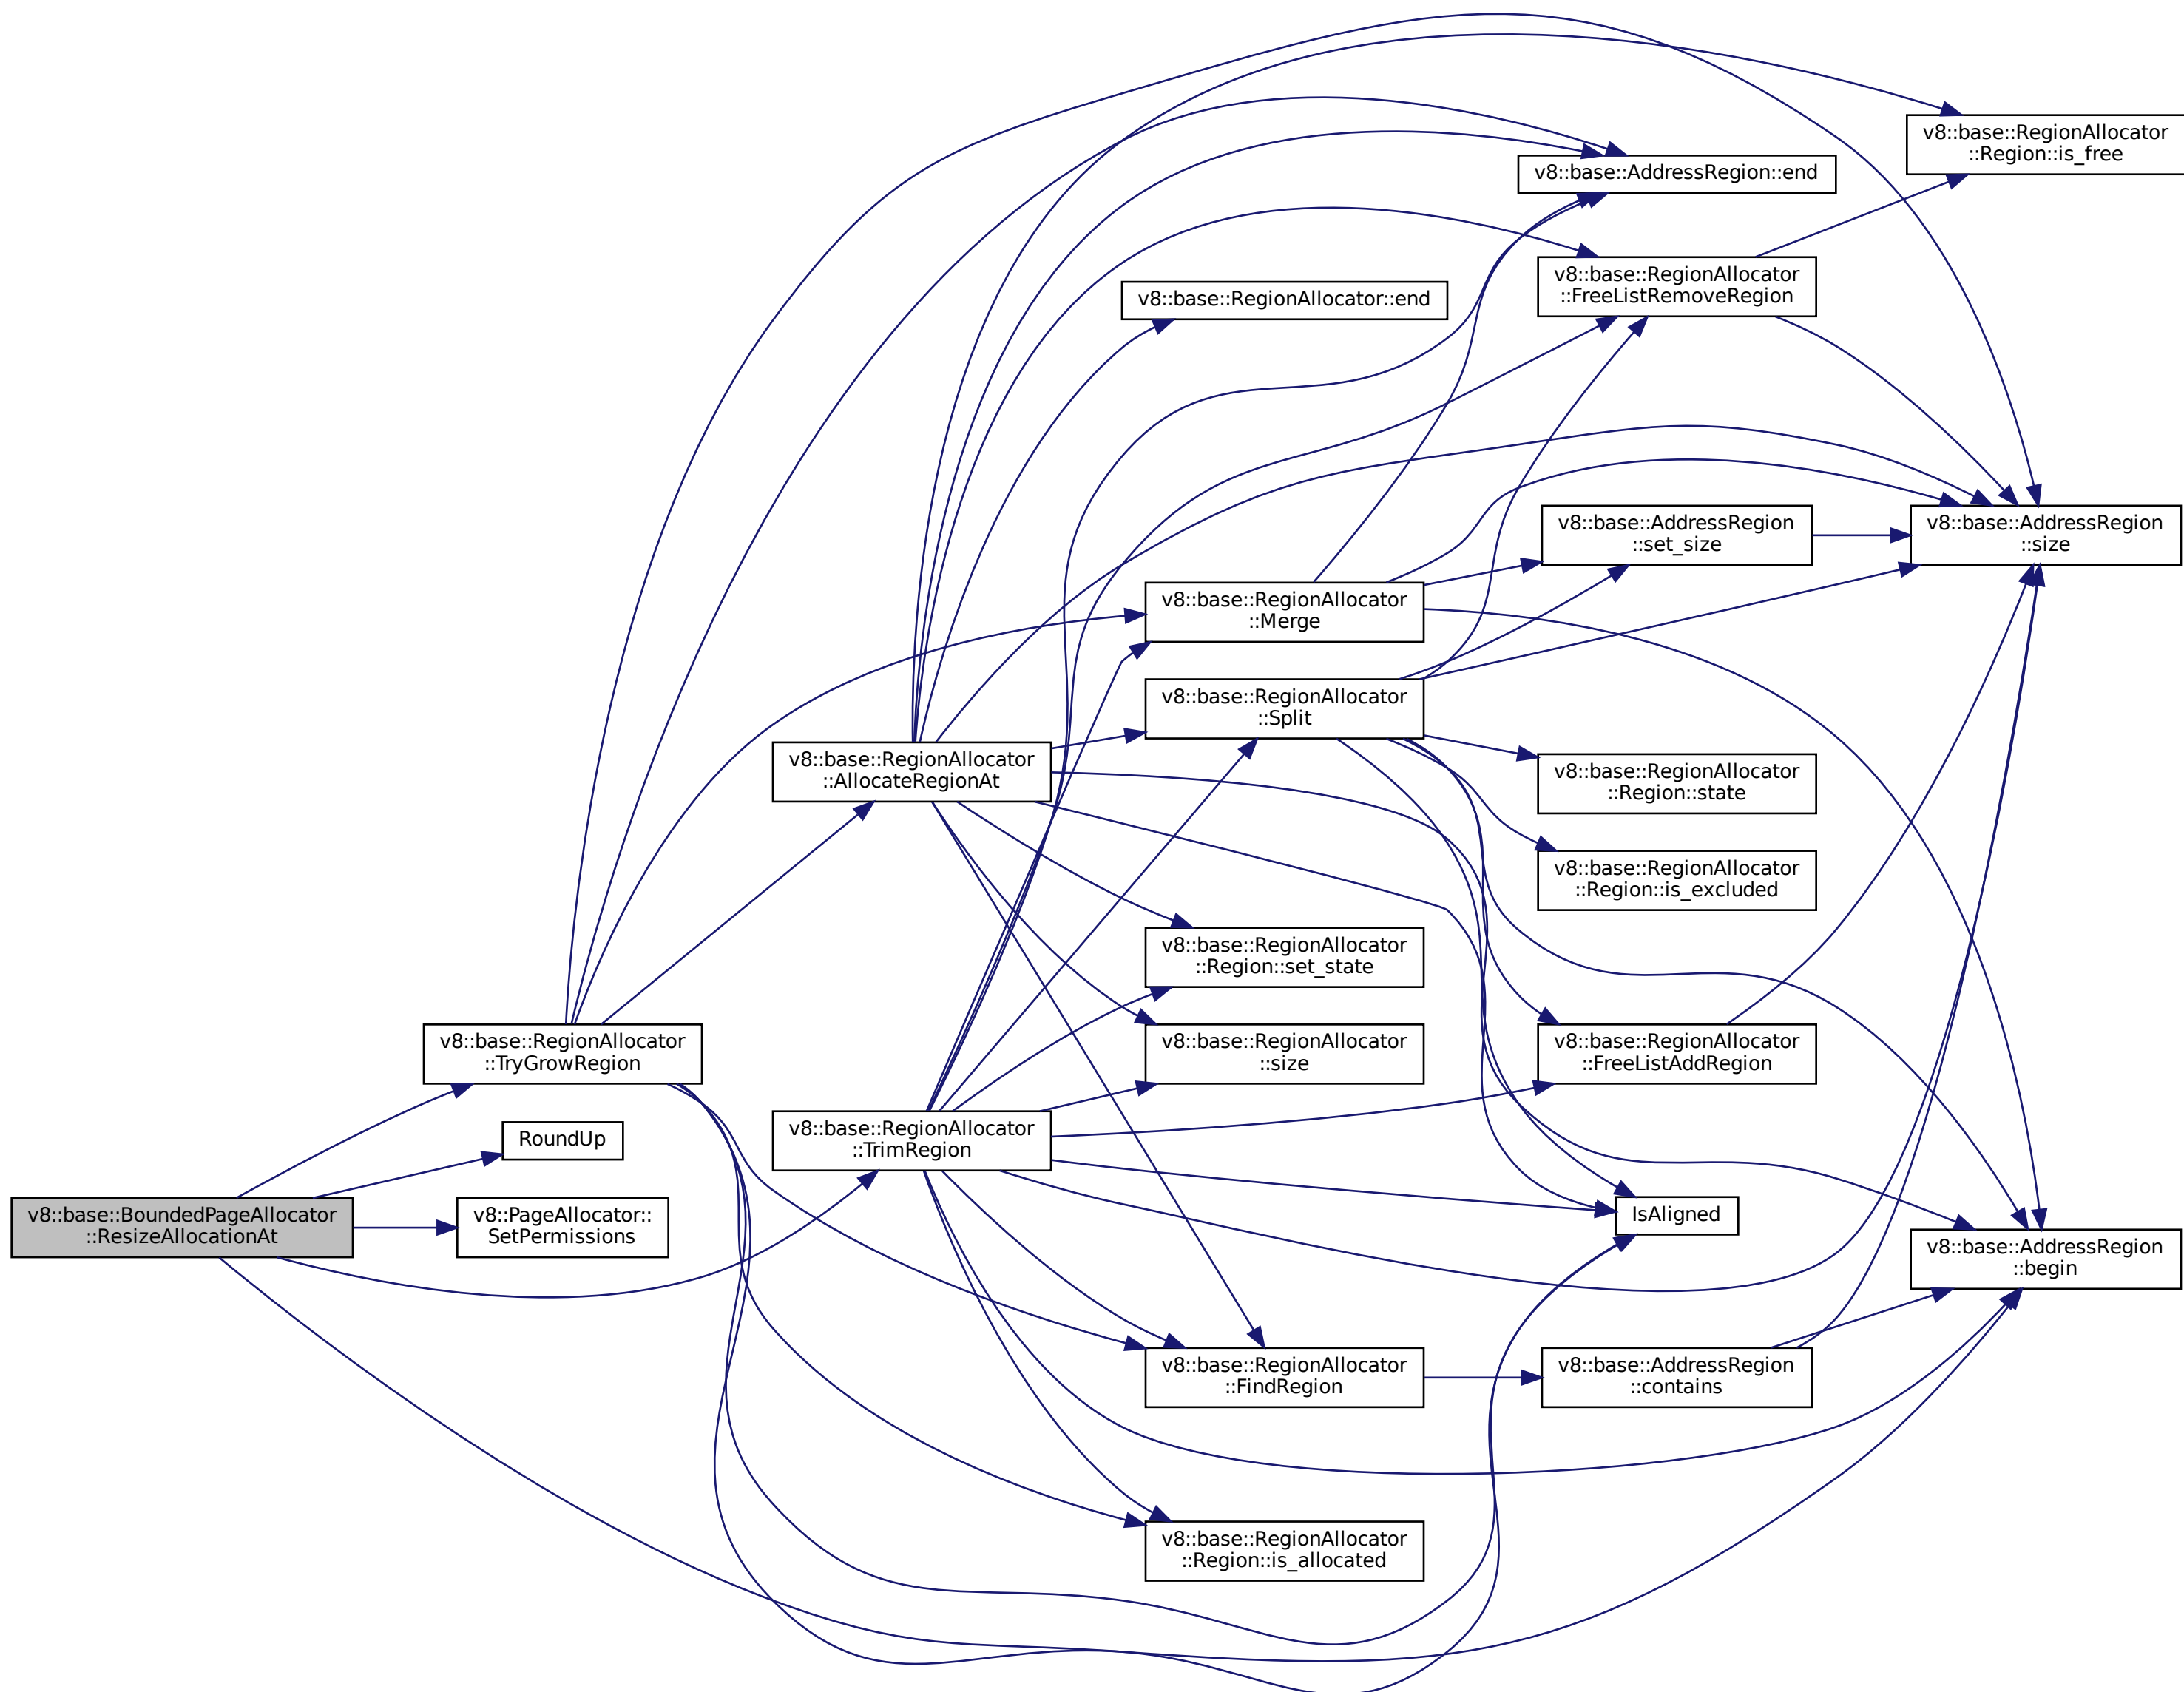 v8::base::RegionAllocator
::Region::is_free
v8::base::AddressRegion::end
v8::base::RegionAllocator
::FreeListRemoveRegion
v8::base::RegionAllocator::end
v8::base::AddressRegion
::set_size
v8::base::AddressRegion
::size
v8::base::RegionAllocator
::Merge
v8::base::RegionAllocator
::Split
v8::base::RegionAllocator
::AllocateRegionAt
v8::base::RegionAllocator
::Region::state
v8::base::RegionAllocator
::Region::is_excluded
v8::base::RegionAllocator
::Region::set_state
v8::base::RegionAllocator
::TryGrowRegion
v8::base::RegionAllocator
::size
v8::base::RegionAllocator
::FreeListAddRegion
RoundUp
v8::base::RegionAllocator
::TrimRegion
v8::base::BoundedPageAllocator
::ResizeAllocationAt
v8::PageAllocator::
SetPermissions
IsAligned
v8::base::AddressRegion
::begin
v8::base::RegionAllocator
::FindRegion
v8::base::AddressRegion
::contains
v8::base::RegionAllocator
::Region::is_allocated